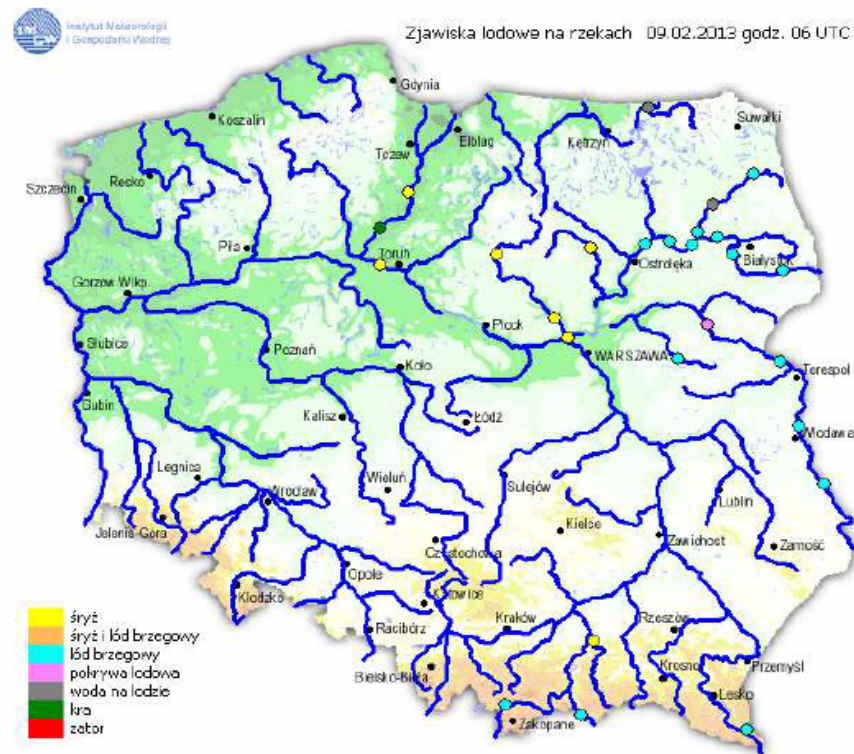 Instytut Meteorologii
i Gospodarki Wodnej
Zjawiska lodowe na rzekach 09.02.2013 godz. 06 UTC
Gdynia
Koszalin
Suwałki
Elbląg
Kętrzyn
Tczew
Resko
Szczecin
Piła
Toruń
Ostrołęka
Białystok
Gorzów Wlkp.
Płock
Słubice
Poznań
WARSZAWA
Koło
Terespol
Gubin
Kalisz
Łódź
Włodawa
Legnica
Wieluń
Sulejów
Wrocław
Lublin
Jelenia Góra
Kielce
Zawichost
Częstochowa
Zamość
Opole
Kłodzko
Katowice
Racibórz
Kraków
Rzeszów
Przemyśl
Bielsko-Biała
Krosno
Lesko
Zakopane
śryż
śryż i lód brzegowy
lód brzegowy
pokrywa lodowa
woda na lodzie
kra
zator